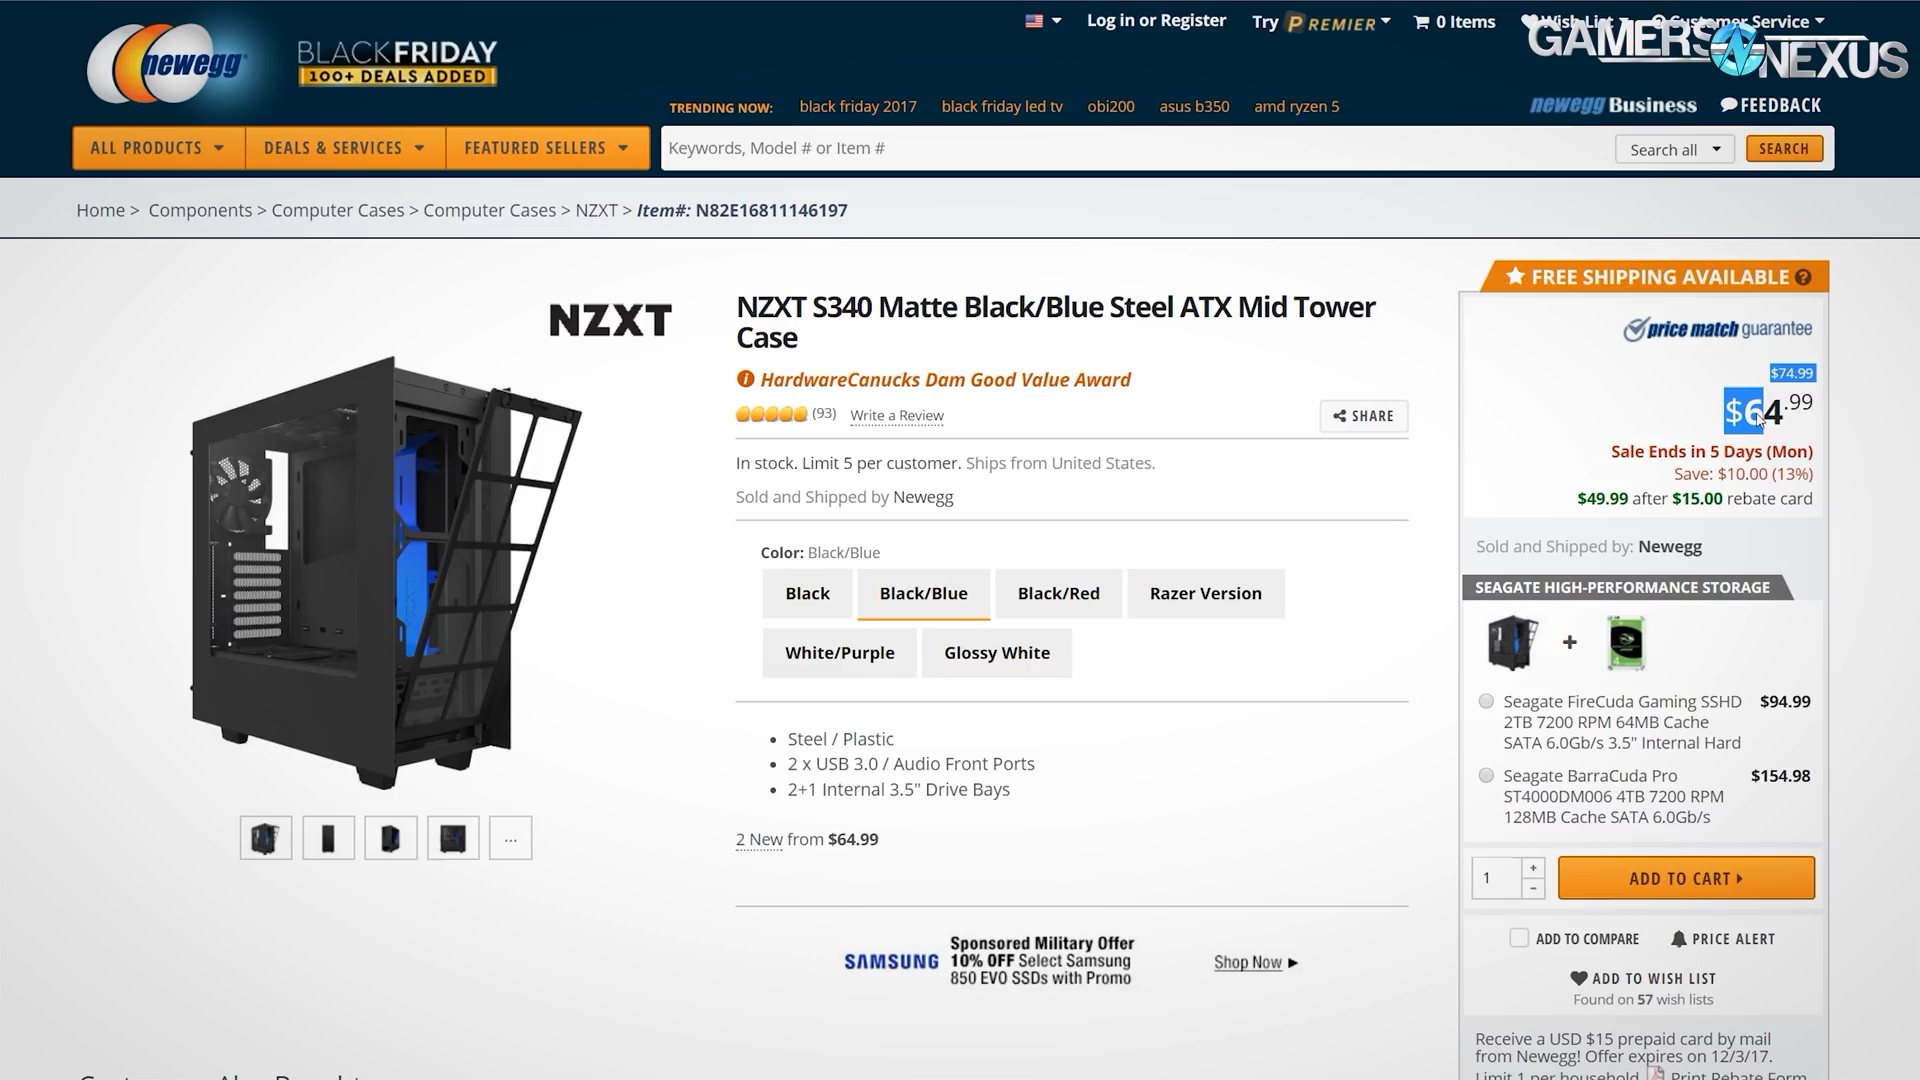 Log in or Register
Try PREMIER
0 Items
Wish List
Customer Service
GAMERS NEXUS
newegg
BLACKFRIDAY
100+ DEALS ADDED
TRENDING NOW: black friday 2017 black friday led tv obi200 asus b350 amd ryzen 5
newegg Business
FEEDBACK
ALL PRODUCTS
DEALS & SERVICES
FEATURED SELLERS
Keywords, Model # or Item #
Search all
SEARCH
Home > Components > Computer Cases > Computer Cases > NZXT > Item#: N82E16811146197
NZXT
NZXT S340 Matte Black/Blue Steel ATX Mid Tower
Case
HardwareCanucks Dam Good Value Award
(93) Write a Review
SHARE
In stock. Limit 5 per customer. Ships from United States.
Sold and Shipped by Newegg
Color: Black/Blue
Black
Black/Blue
Black/Red
Razer Version
White/Purple
Glossy White
• Steel / Plastic
• 2 x USB 3.0 / Audio Front Ports
• 2+1 Internal 3.5" Drive Bays
2 New from $64.99
SAMSUNG
Sponsored Military Offer
10% OFF Select Samsung
850 EVO SSDs with Promo
Shop Now
FREE SHIPPING AVAILABLE ?
price match guarantee
$74.99
$64.99
Sale Ends in 5 Days (Mon)
Save: $10.00 (13%)
$49.99 after $15.00 rebate card
Sold and Shipped by: Newegg
SEAGATE HIGH-PERFORMANCE STORAGE
+
Seagate FireCuda Gaming SSHD $94.99
2TB 7200 RPM 64MB Cache
SATA 6.0Gb/s 3.5" Internal Hard
Seagate BarraCuda Pro $154.98
ST4000DM006 4TB 7200 RPM
128MB Cache SATA 6.0Gb/s
1
+
-
ADD TO CART
ADD TO COMPARE
PRICE ALERT
ADD TO WISH LIST
Found on 57 wish lists
Receive a USD $15 prepaid card by mail
from Newegg! Offer expires on 12/3/17.
Limit 1 per household. Print Rebate Form